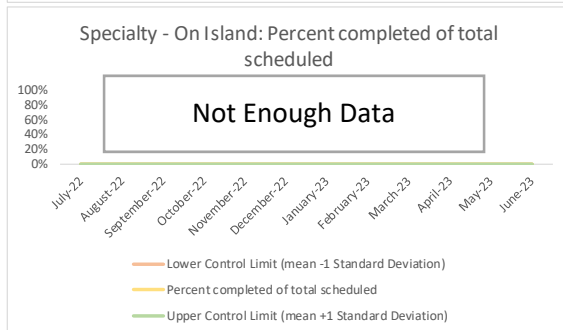 Specialty - On Island: Percent completed of total
scheduled
100%
80%
60%
40%
20%
0%
Not Enough Data
July-22
August-22
September-22
October-22
November-22
December-22
January-23
February-23
March-23
April-23
May-23
June-23
Lower Control Limit (mean -1 Standard Deviation)
Percent completed of total scheduled
Upper Control Limit (mean +1 Standard Deviation)